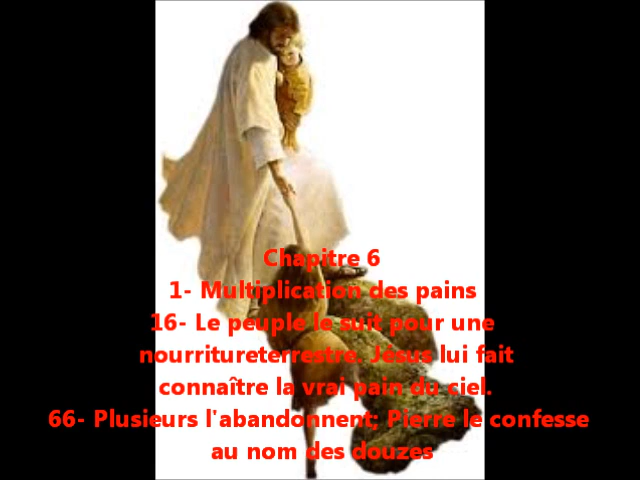 Chapitre 6
1- Multiplication des pains
16- Le peuple le suit pour une
nourritureterrestre. Jésus lui fait
connaître la vrai pain du ciel.
66- Plusieurs l'abandonnent; Pierre le confesse
au nom des douzes